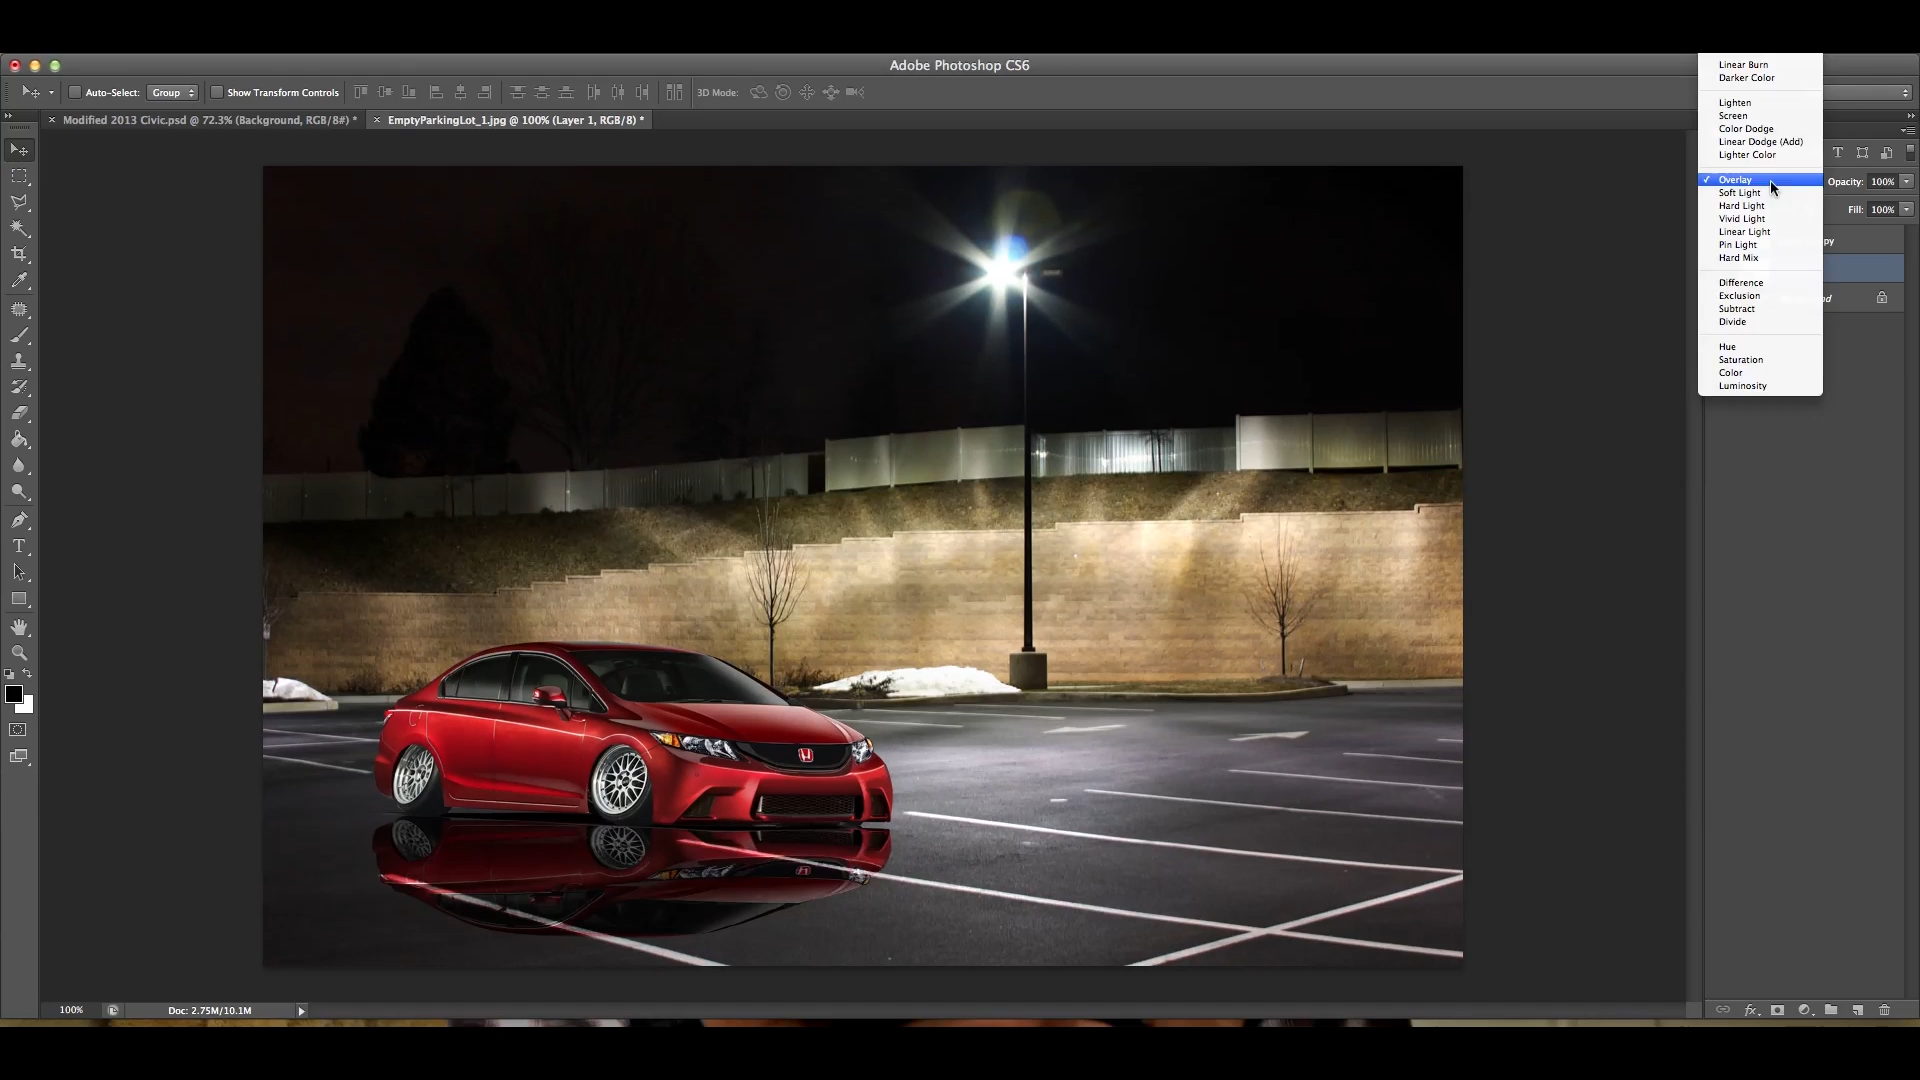 Adobe Photoshop CS6
Auto-Select: Group Show Transform Controls 3D Mode:
× Modified 2013 Civic.psd @ 72.3% (Background, RGB/8#) * × EmptyParkingLot_1.jpg @ 100% (Layer 1, RGB/8) *
Linear Burn
Darker Color
Lighten
Screen
Color Dodge
Linear Dodge (Add)
Lighter Color
✓ Overlay
Soft Light
Hard Light
Vivid Light
Linear Light
Pin Light
Hard Mix
Difference
Exclusion
Subtract
Divide
Hue
Saturation
Color
Luminosity
Opacity: 100%
Fill: 100%
T
fx
100% Doc: 2.75M/10.1M